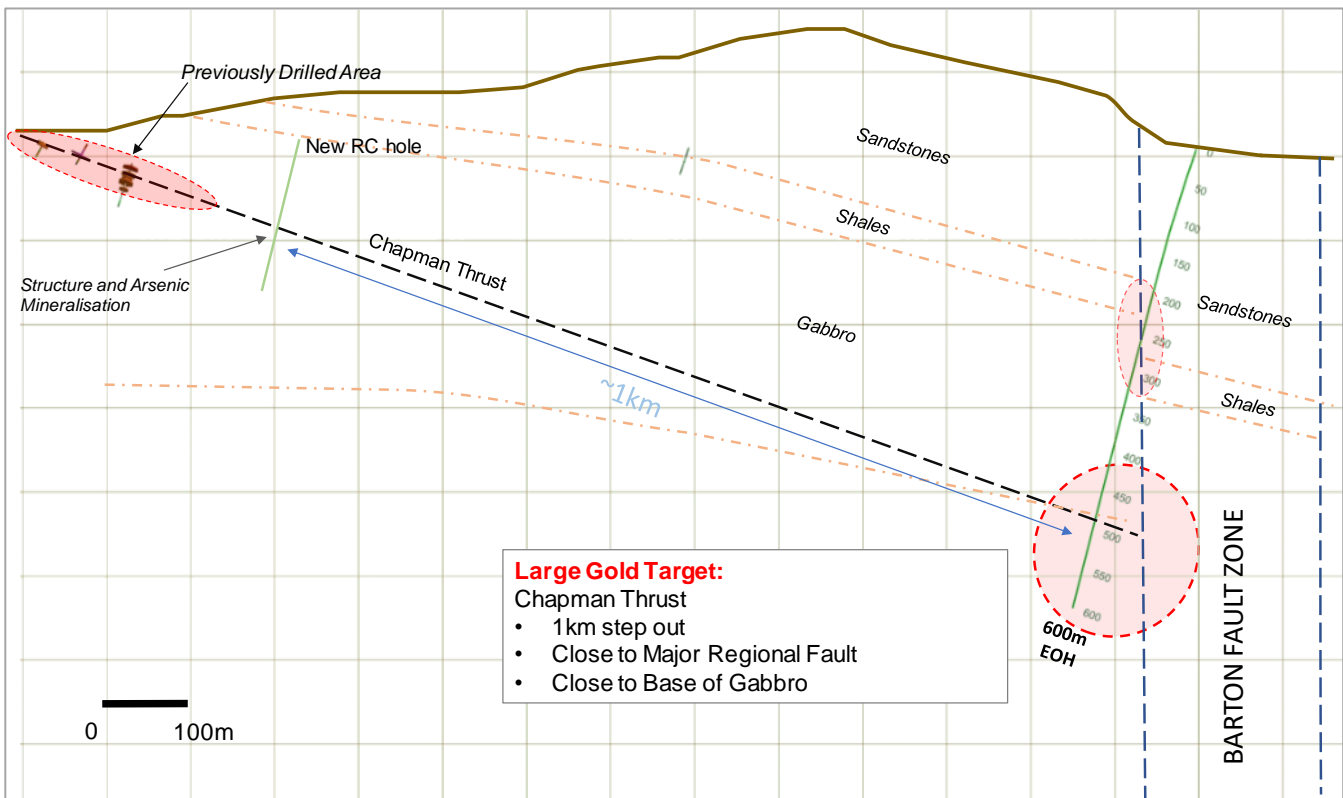 Previously Drilled Area
New RC hole
Sandstones
0
50
100
150
200
250
300
350
400
450
500
550
600
Shales
Chapman Thrust
Structure and Arsenic
Mineralisation
Sandstones
Gabbro
~1km
Shales
Large Gold Target:
Chapman Thrust
• 1km step out
• Close to Major Regional Fault
• Close to Base of Gabbro
600m
EOH
BARTON FAULT ZONE
0 100m